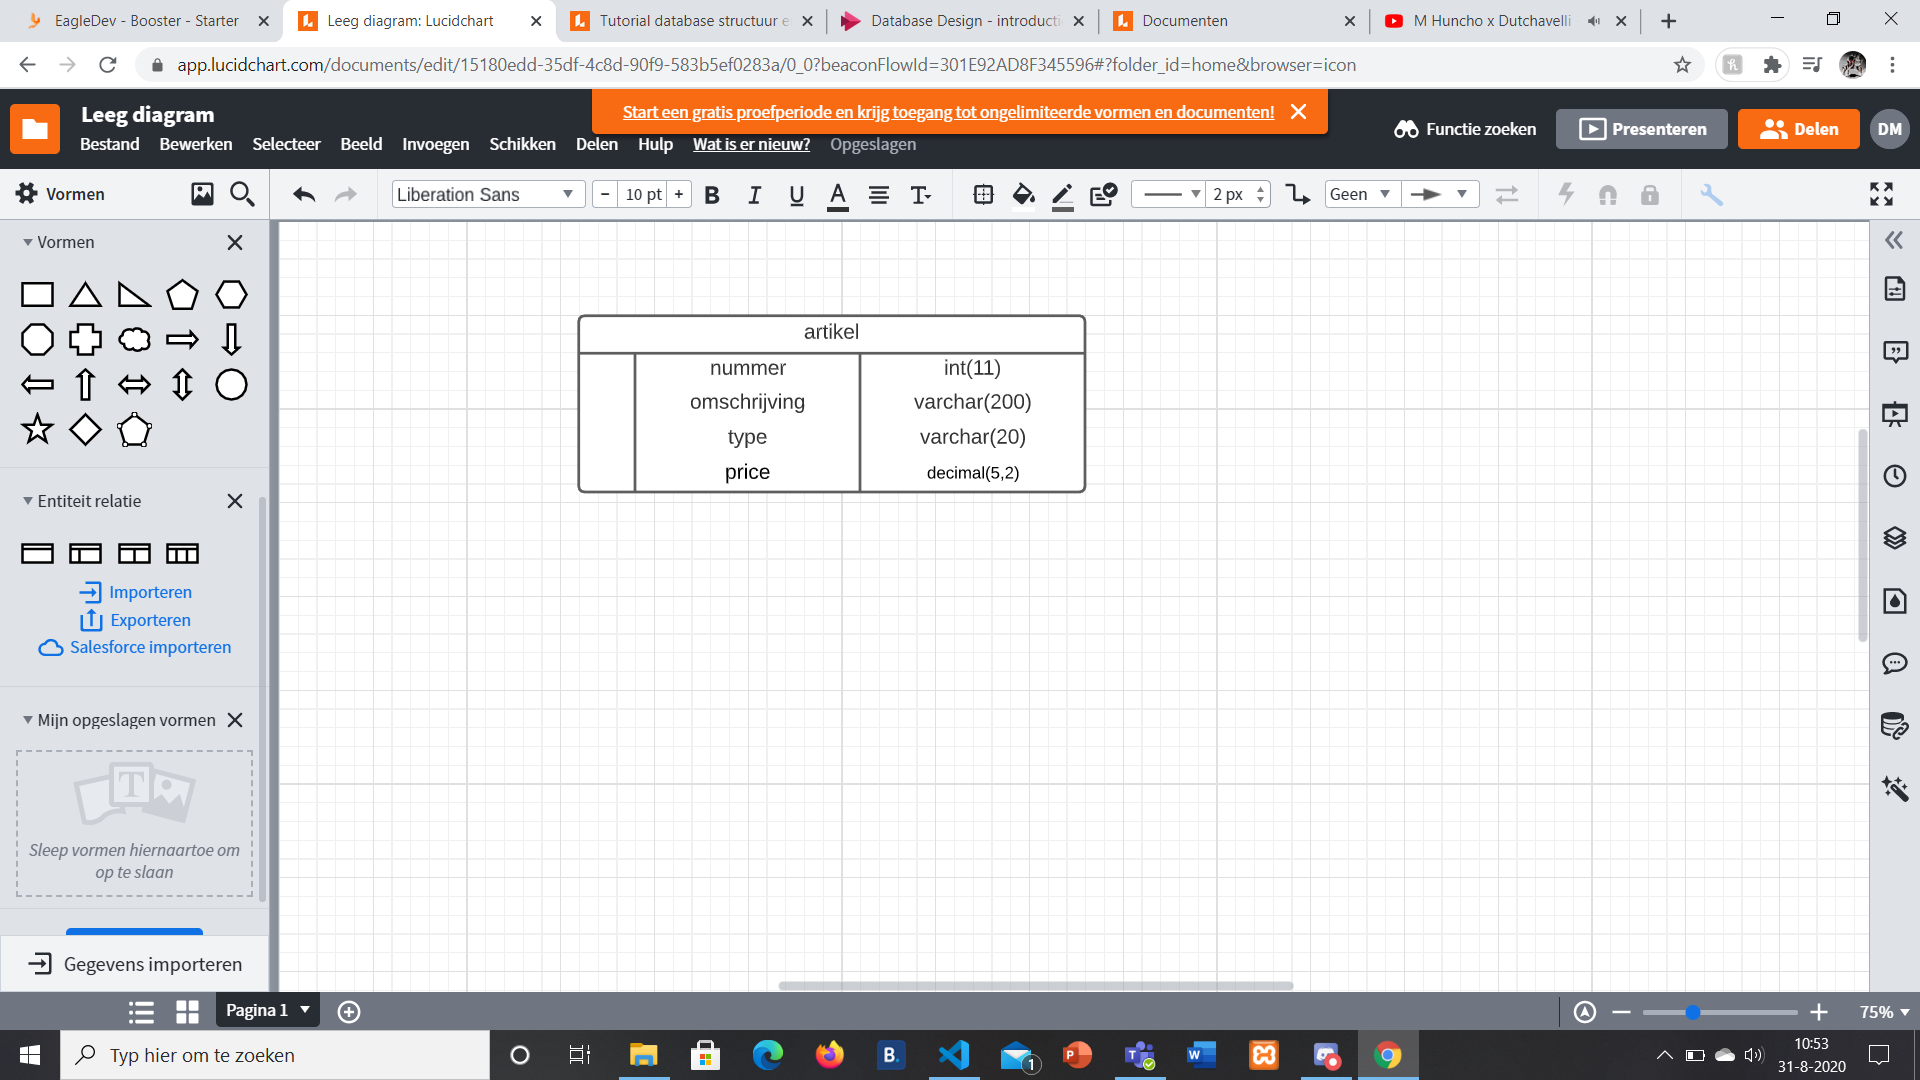 EagleDev - Booster - Starter
Leeg diagram: Lucidchart
Tutorial database structuur e
Database Design - introducti
Documenten
M Huncho x Dutchavelli
app.lucidchart.com/documents/edit/15180edd-35df-4c8d-90f9-583b5ef0283a/0_0?beaconFlowId=301E92AD8F345596#?folder_id=home&browser=icon
Leeg diagram
Start een gratis proefperiode en krijg toegang tot ongelimiteerde vormen en documenten!
Bestand Bewerken Selecteer Beeld Invoegen Schikken Delen Hulp Wat is er nieuw? Opgeslagen
Functie zoeken
Presenteren
Delen
DM
Vormen
Liberation Sans
10 pt
2 px
Geen
Vormen
artikel
nummer int(11)
omschrijving varchar(200)
type varchar(20)
price decimal(5,2)
Entiteit relatie
Importeren
Exporteren
Salesforce importeren
Mijn opgeslagen vormen
Sleep vormen hiernaartoe om
op te slaan
Gegevens importeren
Pagina 1
75%
Typ hier om te zoeken
1
10:53
31-8-2020